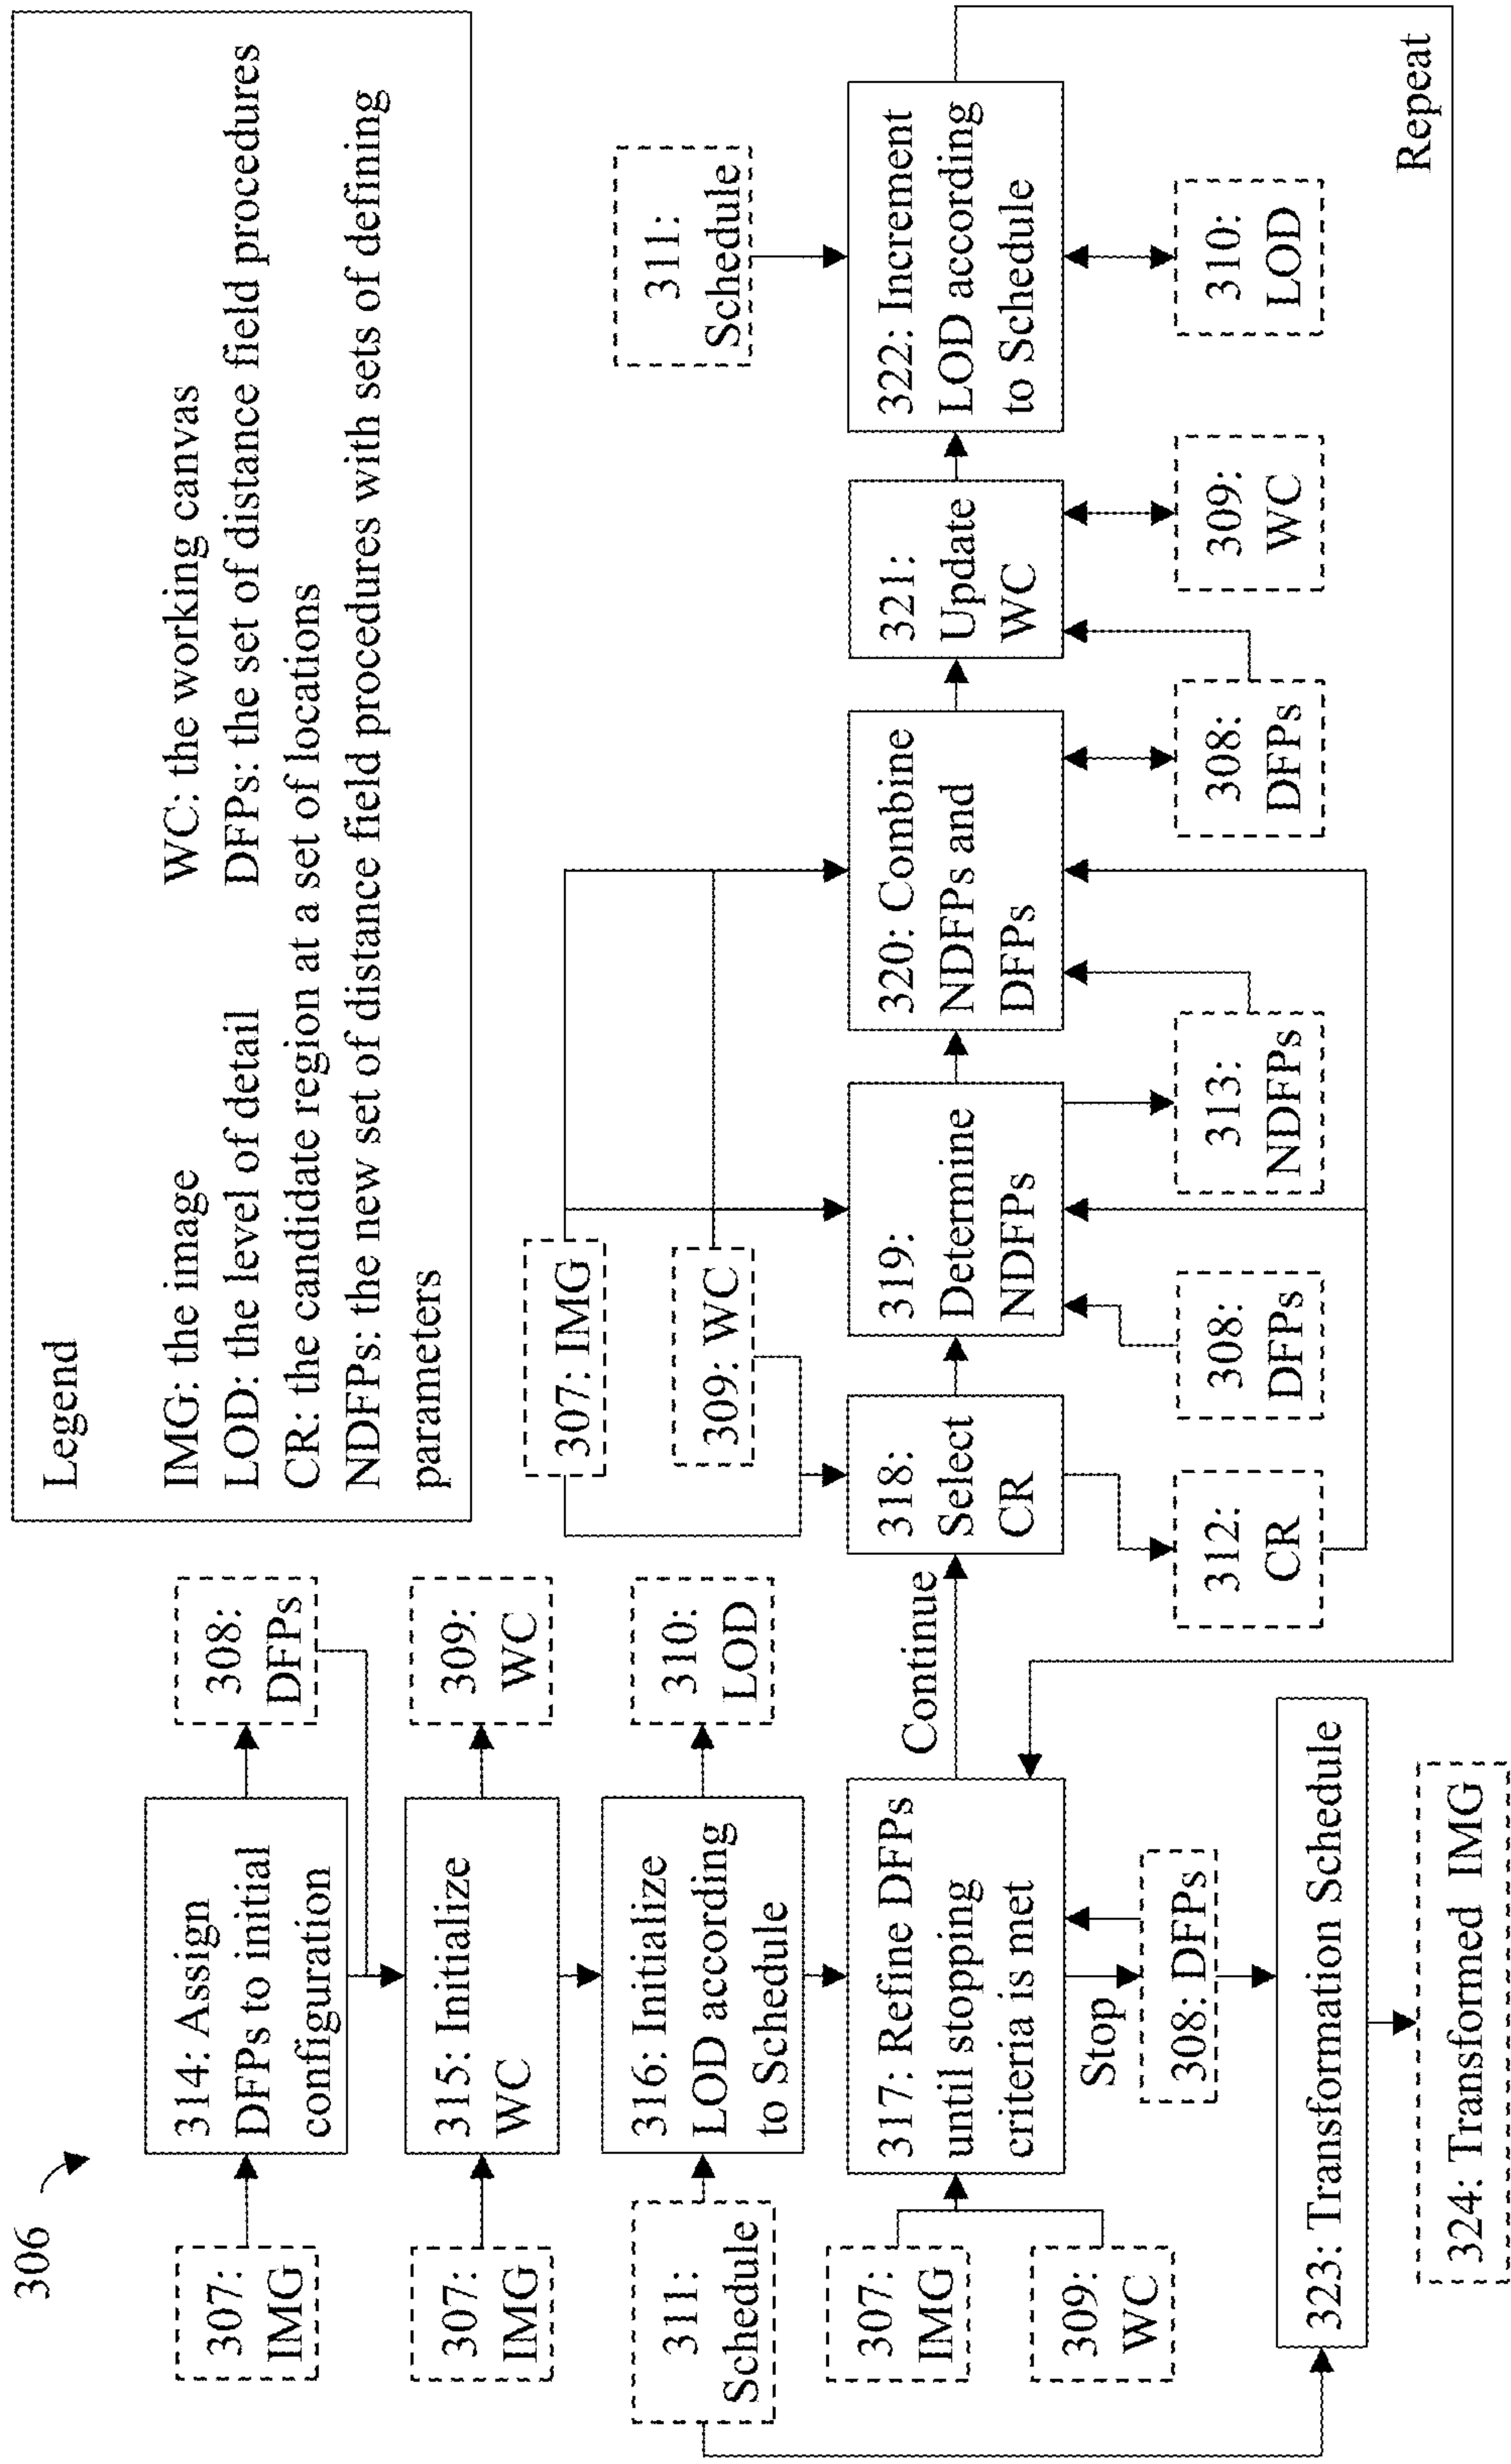 306
307:
IMG
314: Assign
DFPs to initial
configuration
308:
DFPs
307:
IMG
315: Initialize
WC
309:
WC
311:
Schedule
316: Initialize
LOD according
to Schedule
310:
LOD
307:
IMG
309:
WC
317: Refine DFPs
until stopping
criteria is met
Continue
Stop
308: DFPs
323: Transformation Schedule
324: Transformed IMG
Legend
IMG: the image
WC: the working canvas
LOD: the level of detail
DFPs: the set of distance field procedures
CR: the candidate region at a set of locations
NDFPs: the new set of distance field procedures with sets of defining
parameters
307: IMG
309: WC
311:
Schedule
318:
Select
CR
319:
Determine
NDFPs
320: Combine
NDFPs and
DFPs
321:
Update
WC
322: Increment
LOD according
to Schedule
312:
CR
308:
DFPs
313:
NDFPs
308:
DFPs
309:
WC
310:
LOD
Repeat